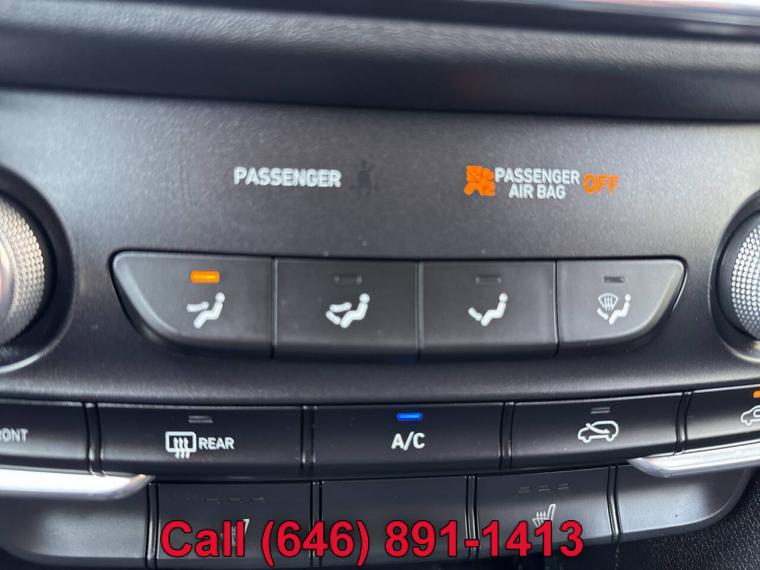 PASSENGER
PASSENGER
AIR BAG
OFF
RONT
REAR
A/C
Call (646) 891-1413